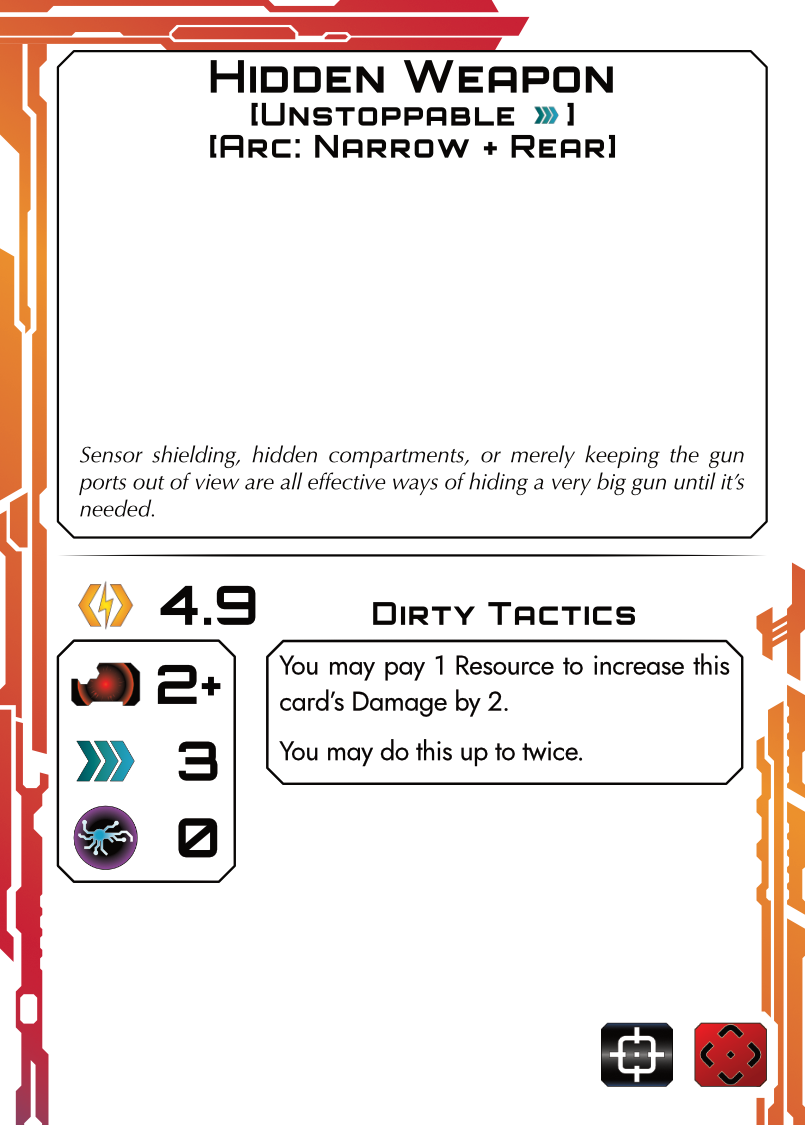 Hidden Weapon
[Unstoppable ]
[Arc: Narrow + Rear]
Sensor shielding, hidden compartments, or merely keeping the gun
ports out of view are all effective ways of hiding a very big gun until it's
needed.
4.9
Dirty Tactics
2+
You may pay 1 Resource to increase this
card's Damage by 2.
3
You may do this up to twice.
0